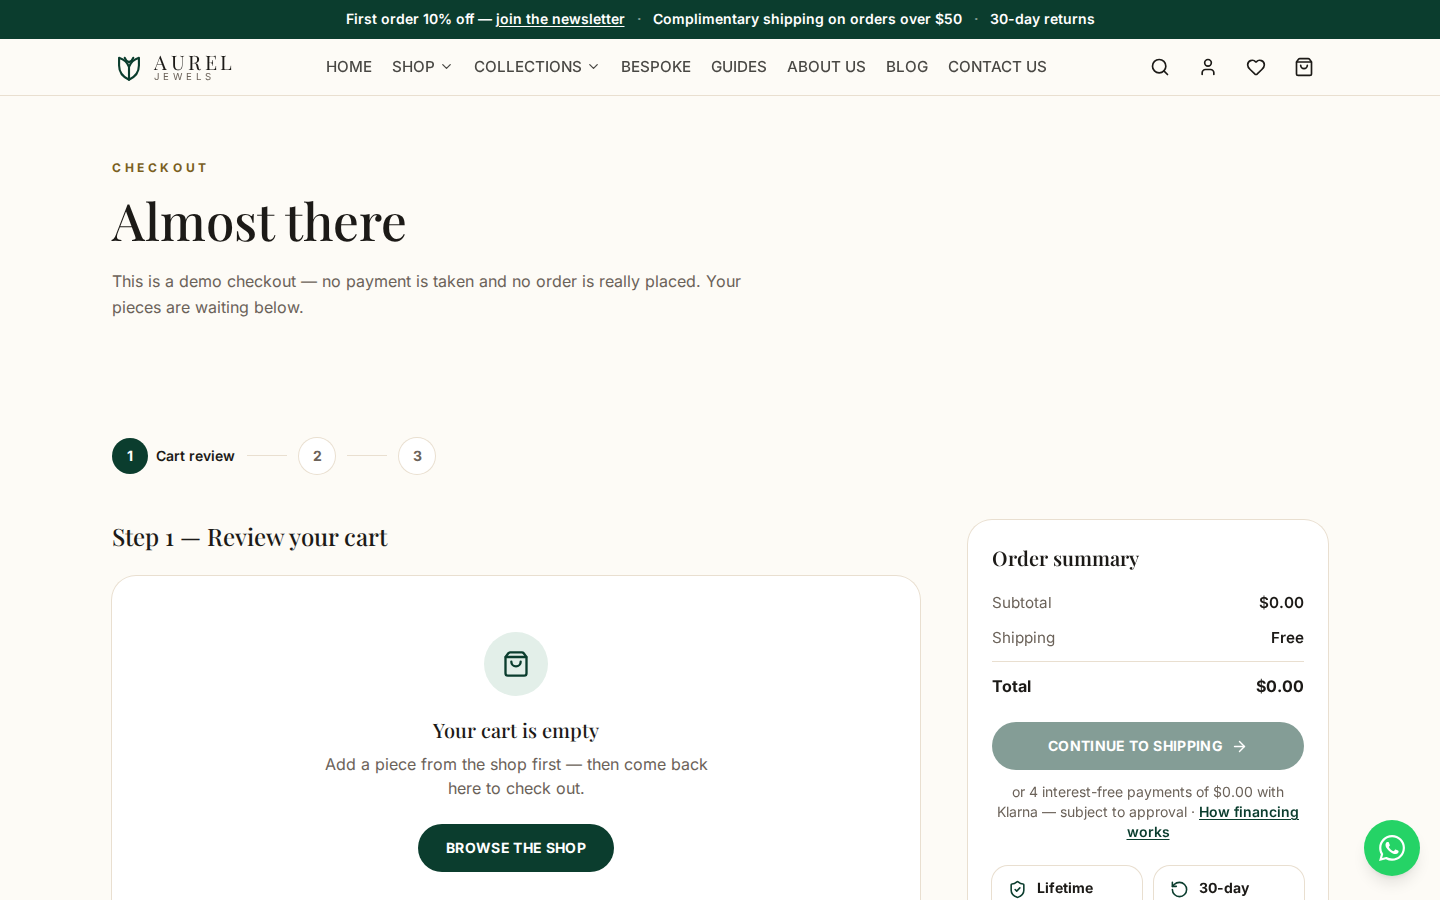 First order 10% off — join the newsletter · Complimentary shipping on orders over $50 · 30-day returns
AUREL
JEWELS
HOME SHOP COLLECTIONS BESPOKE GUIDES ABOUT US BLOG CONTACT US
CHECKOUT
Almost there
This is a demo checkout — no payment is taken and no order is really placed. Your
pieces are waiting below.
1 Cart review 2 3
Step 1 — Review your cart
Your cart is empty
Add a piece from the shop first — then come back
here to check out.
BROWSE THE SHOP
Order summary
Subtotal $0.00
Shipping Free
Total $0.00
CONTINUE TO SHIPPING
or 4 interest-free payments of $0.00 with
Klarna — subject to approval · How financing
works
Lifetime
30-day